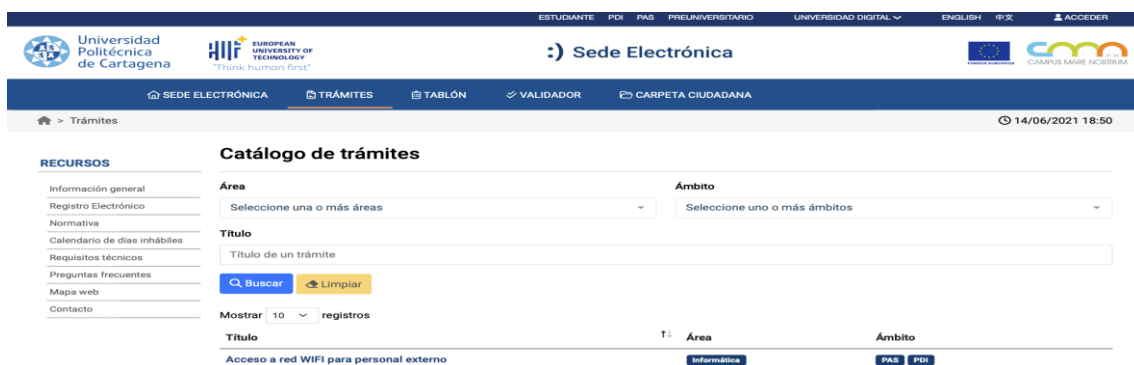 ESTUDIANTE PDI PAS PREUNIVERSITARIO UNIVERSIDAD DIGITAL ENGLISH 中文 ACCEDER
Universidad
Politécnica
de Cartagena
EUROPEAN
UNIVERSITY OF
TECHNOLOGY
"Think human first"
:) Sede Electrónica
FONDOS EUROPEOS
CAMPUS MARE NOSTRUM
SEDE ELECTRÓNICA TRÁMITES TABLÓN VALIDADOR CARPETA CIUDADANA
> Trámites 14/06/2021 18:50
RECURSOS
Información general
Registro Electrónico
Normativa
Calendario de días inhábiles
Requisitos técnicos
Preguntas frecuentes
Mapa web
Contacto
Catálogo de trámites
Área Ámbito
Seleccione una o más áreas Seleccione uno o más ámbitos
Título
Título de un trámite
Buscar Limpiar
Mostrar 10 registros
Título Área Ámbito
Acceso a red WIFI para personal externo Informática PAS PDI